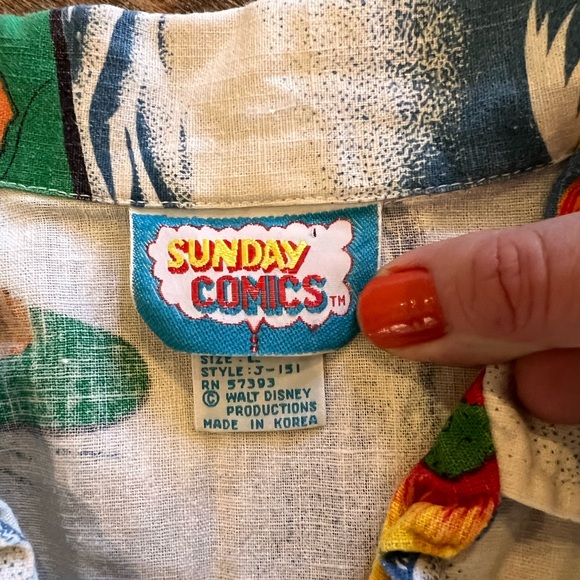 SUNDAY
COMICS TM
SIZE: L
STYLE: J-151
RN 57393
© WALT DISNEY
PRODUCTIONS
MADE IN KOREA